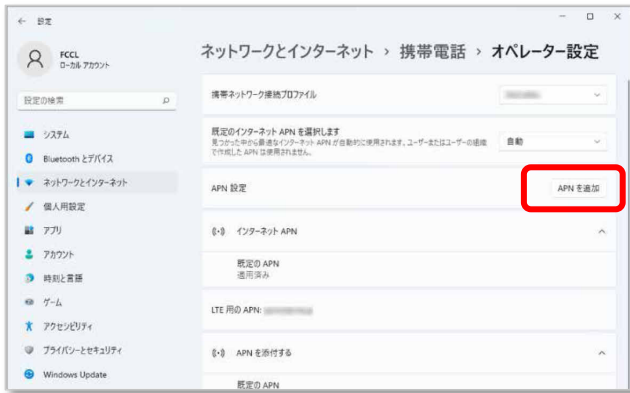 設定
FCCL
ローカル アカウント
設定の検索
システム
Bluetooth とデバイス
ネットワークとインターネット
個人用設定
アプリ
アカウント
時刻と言語
ゲーム
アクセシビリティ
プライバシーとセキュリティ
Windows Update
ネットワークとインターネット › 携帯電話 › オペレーター設定
携帯ネットワーク接続プロファイル
既定のインターネット APN を選択します
見つかった中から最適なインターネット APN が自動的に使用されます。ユーザーまたはユーザーの組織
で作成した APN は使用されません。
自動
APN 設定
APN を追加
インターネット APN
既定の APN
適用済み
LTE 用の APN:
APN を添付する
既定の APN